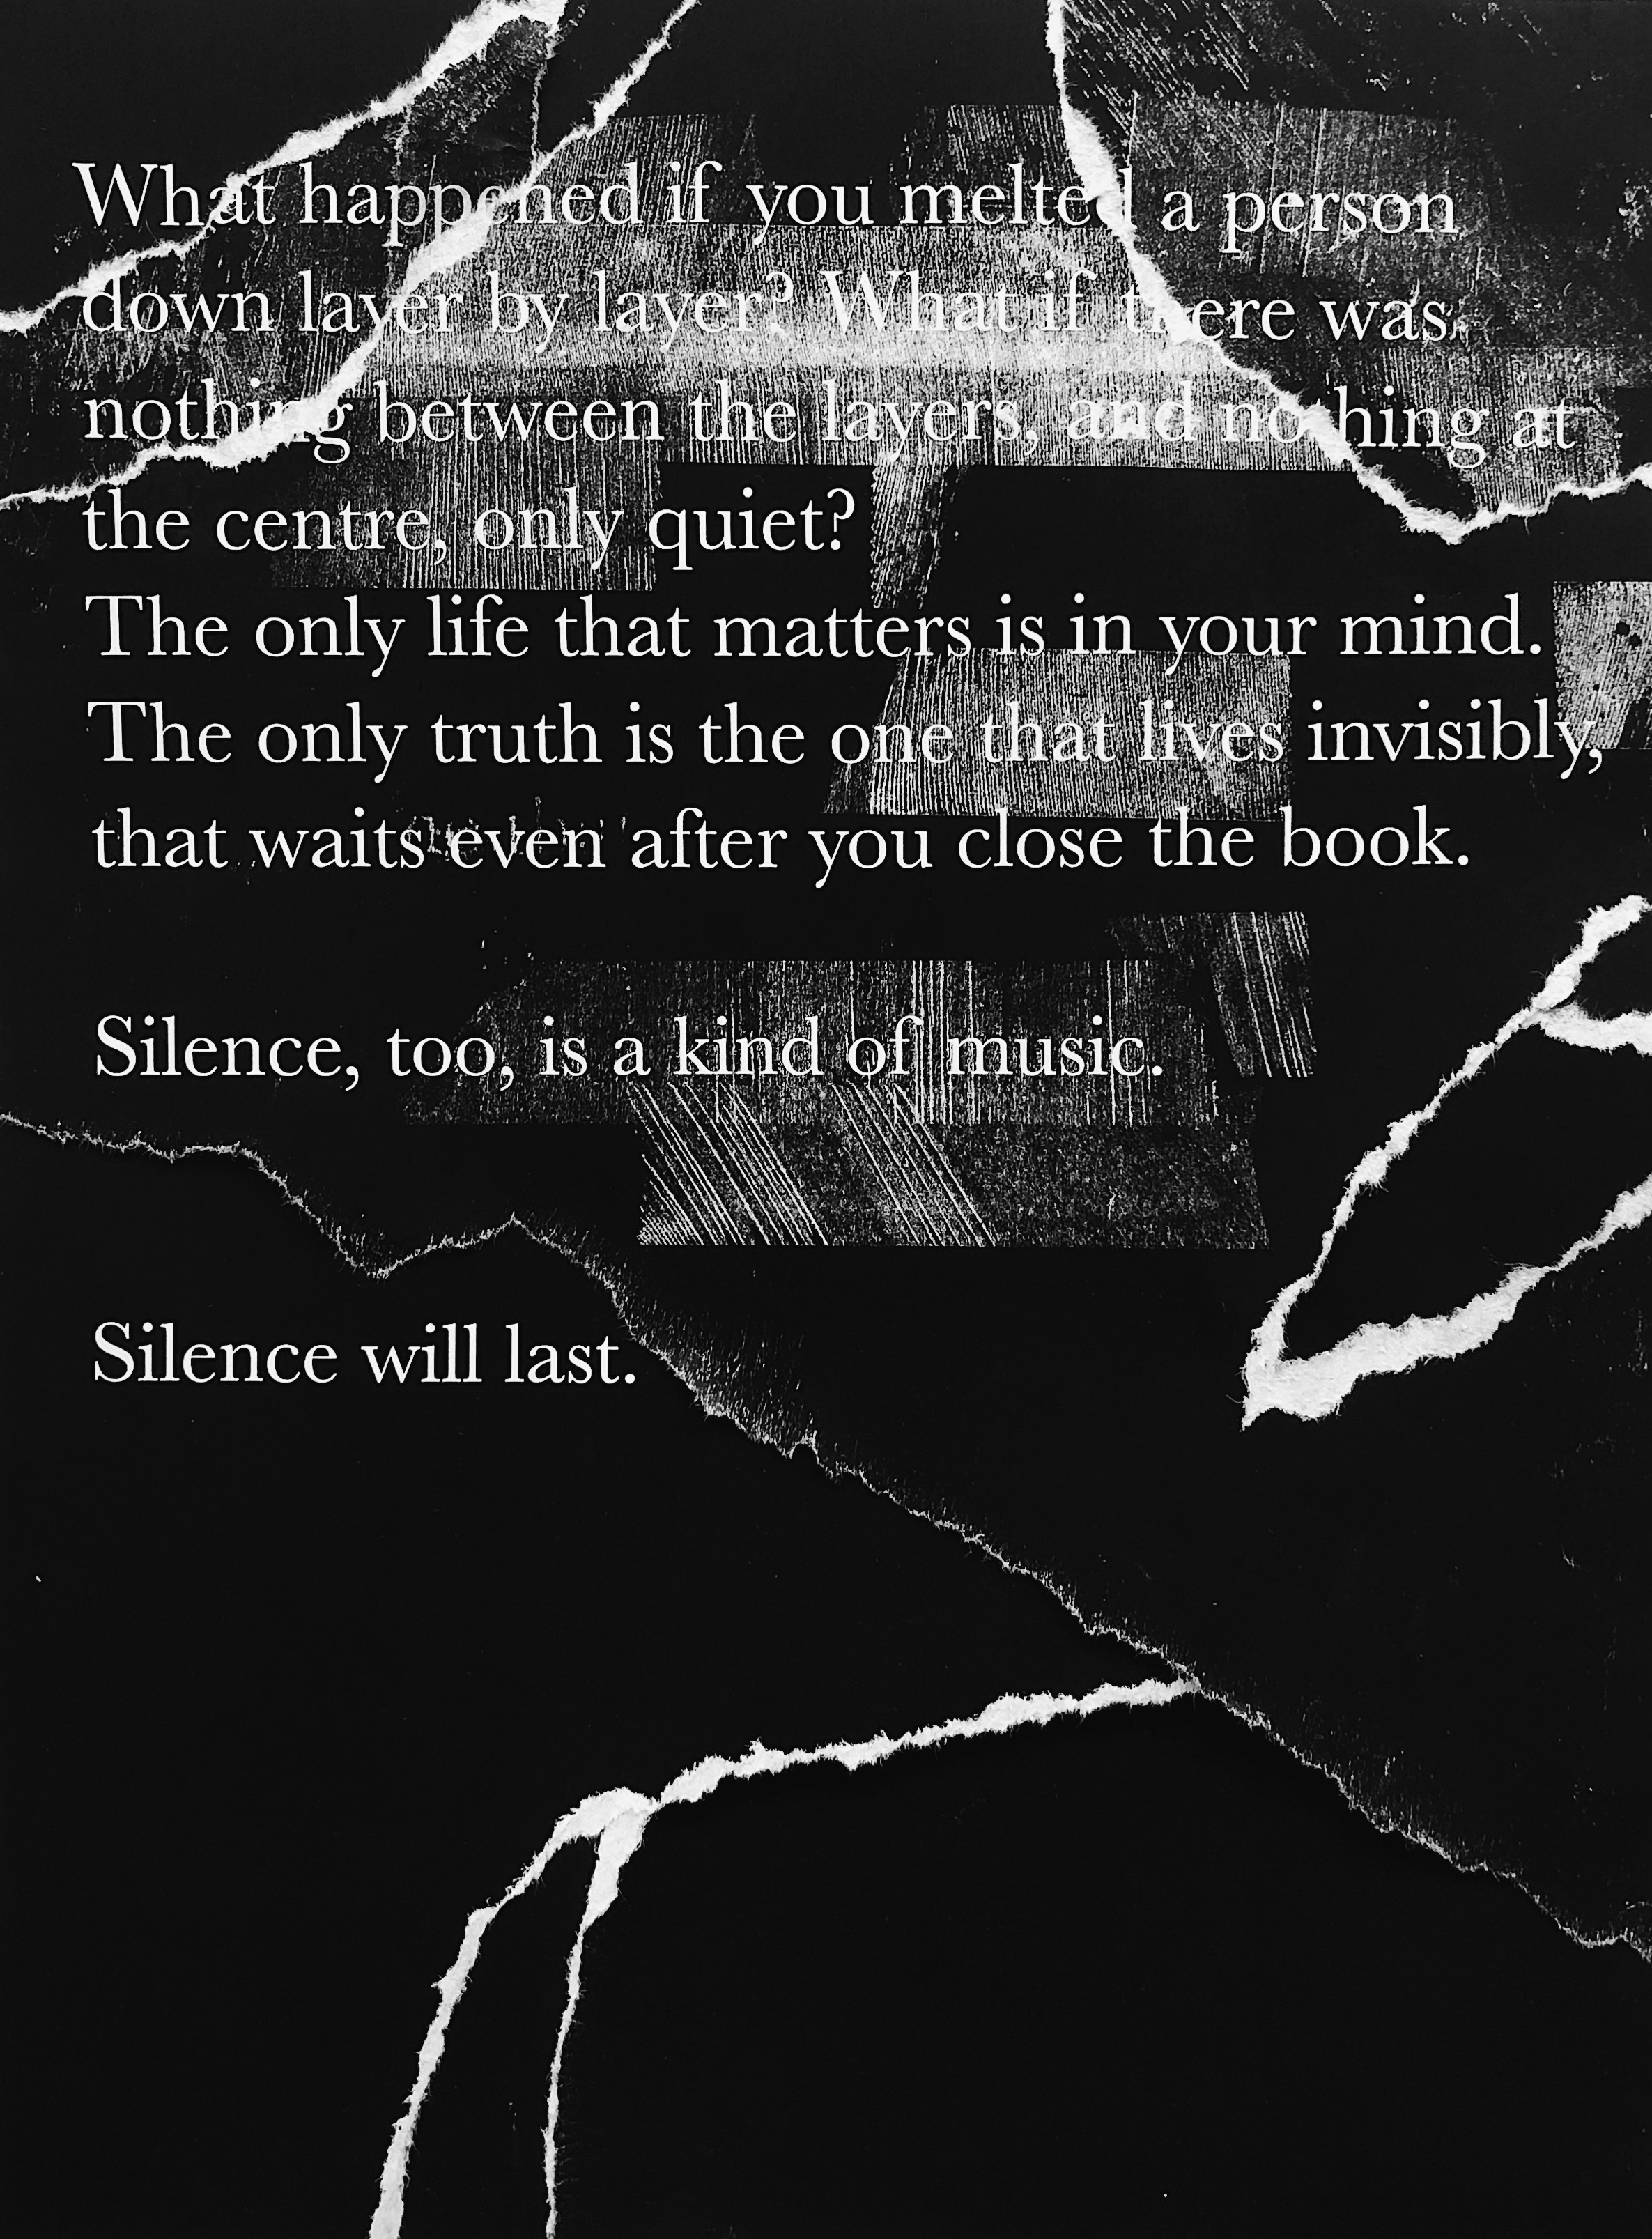 What happened if you melted a person
down layer by layer? What if there was
nothing between the layers, and nothing at
the centre, only quiet?
The only life that matters is in your mind.
The only truth is the one that lives invisibly,
that waits even after you close the book.
Silence, too, is a kind of music.
Silence will last.